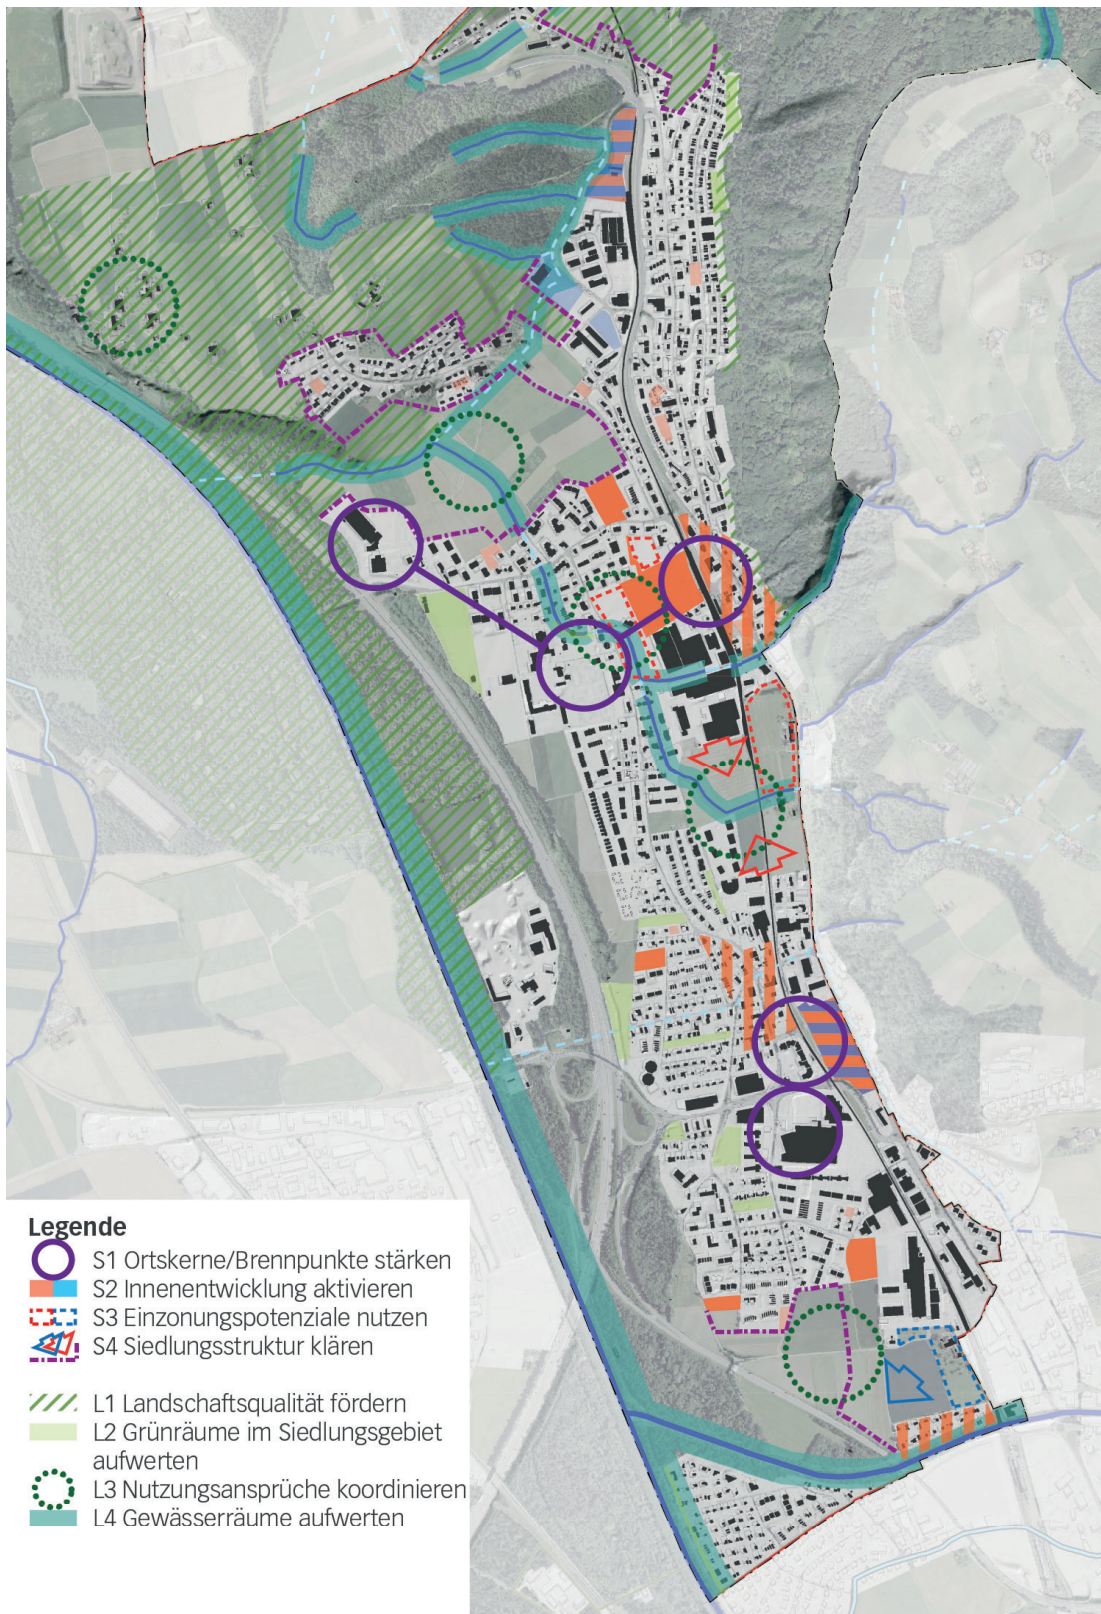 Legende
S1 Ortskerne/Brennpunkte stärken
S2 Innenentwicklung aktivieren
S3 Einzonungspotenziale nutzen
S4 Siedlungsstruktur klären
L1 Landschaftsqualität fördern
L2 Grünräume im Siedlungsgebiet
aufwerten
L3 Nutzungsansprüche koordinieren
L4 Gewässerräume aufwerten